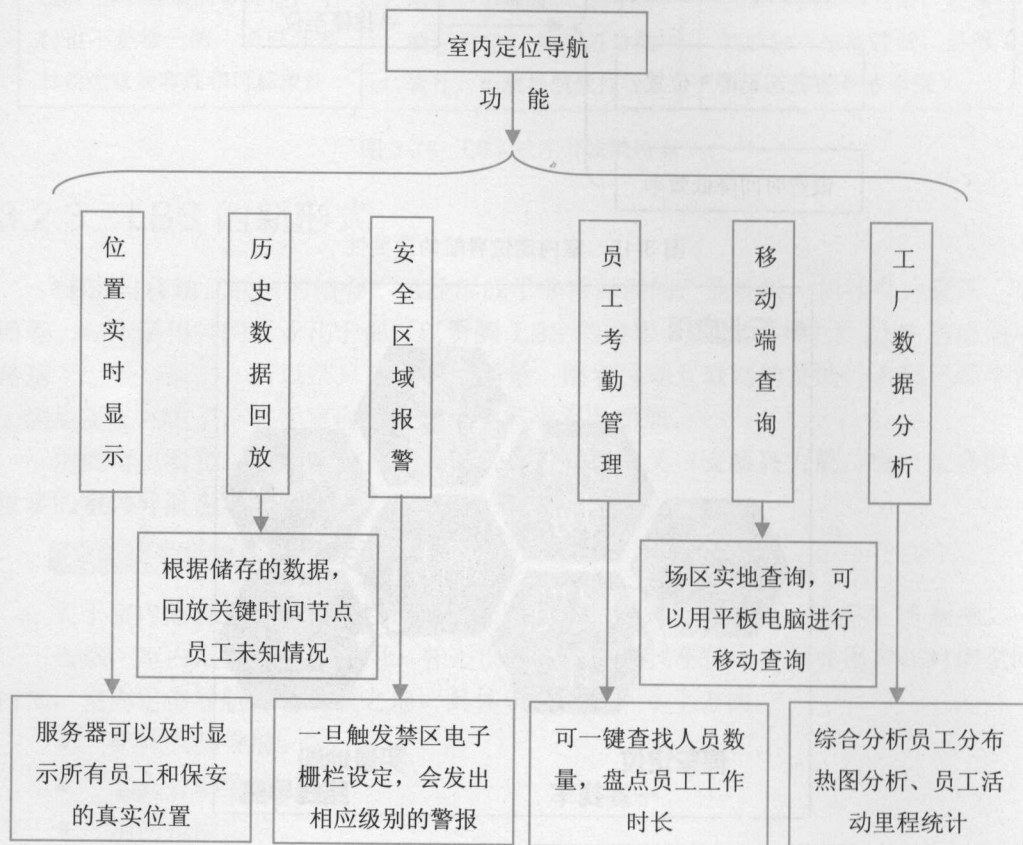 室内定位导航
功 能
位置实时显示
历史数据回放
安全区域报警
员工考勤管理
移动端查询
工厂数据分析
根据储存的数据，
回放关键时间节点
员工未知情况
场区实地查询，可
以用平板电脑进行
移动查询
服务器可以及时显
示所有员工和保安
的真实位置
一旦触发禁区电子
栅栏设定，会发出
相应级别的警报
可一键查找人员数
量，盘点员工工作
时长
综合分析员工分布
热图分析、员工活
动里程统计